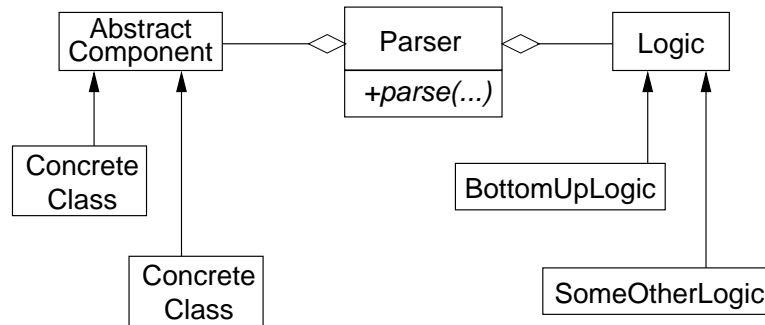 Abstract
Component
Parser
+parse(...)
Logic
Concrete
Class
BottomUpLogic
Concrete
Class
SomeOtherLogic